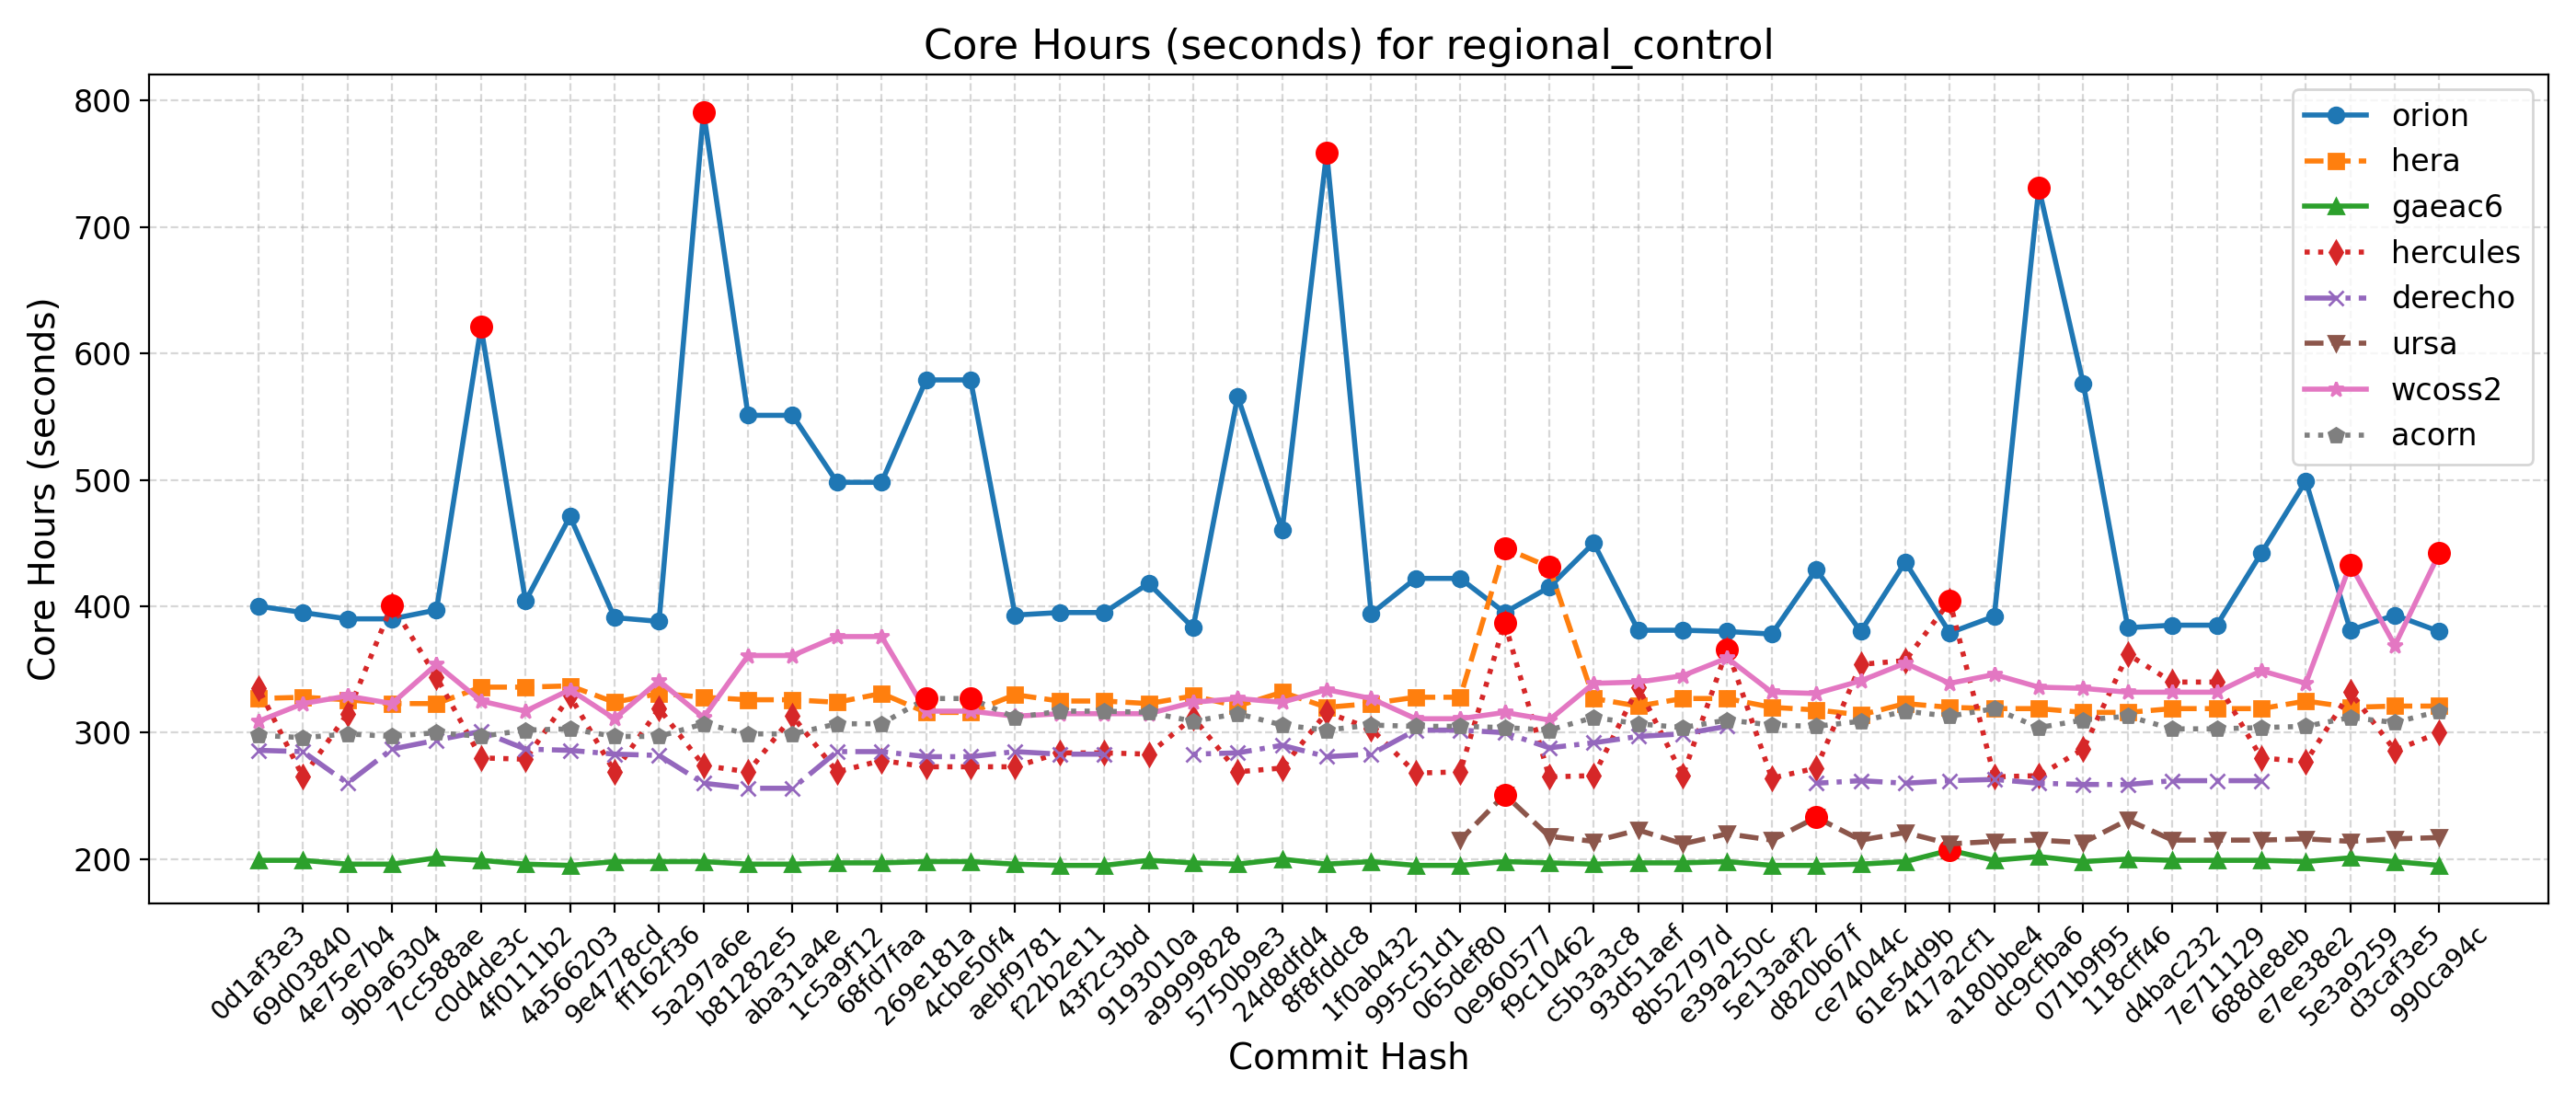 Core Hours (seconds) for regional_control
Core Hours (seconds)
800
700
600
500
400
300
200
orion
hera
gaeac6
hercules
derecho
ursa
wcoss2
acorn
0d1af3e3
69d03840
4e75e7b4
9b9a6304
7cc588ae
c0d4de3c
4f0111b2
4a566203
9e4778cd
ff162f36
5a297a6e
b81282e5
aba31a4e
1c5a9f12
68fd7faa
269e181a
4cbe50f4
aebf9781
f22b2e11
43f2c3bd
9193010a
a9999828
5750b9e3
24d8dfd4
8f8fddc8
1f0ab432
995c51d1
065def80
0e960577
f9c10462
c5b3a3c8
93d51aef
8b52797d
e39a250c
5e13aaf2
d820b67f
ce74044c
61e54d9b
417a2cf1
a180bbe4
dc9cfba6
071b9f95
118cff46
d4bac232
7e711129
688de8eb
e7ee38e2
5e3a9259
d3caf3e5
990ca94c
Commit Hash